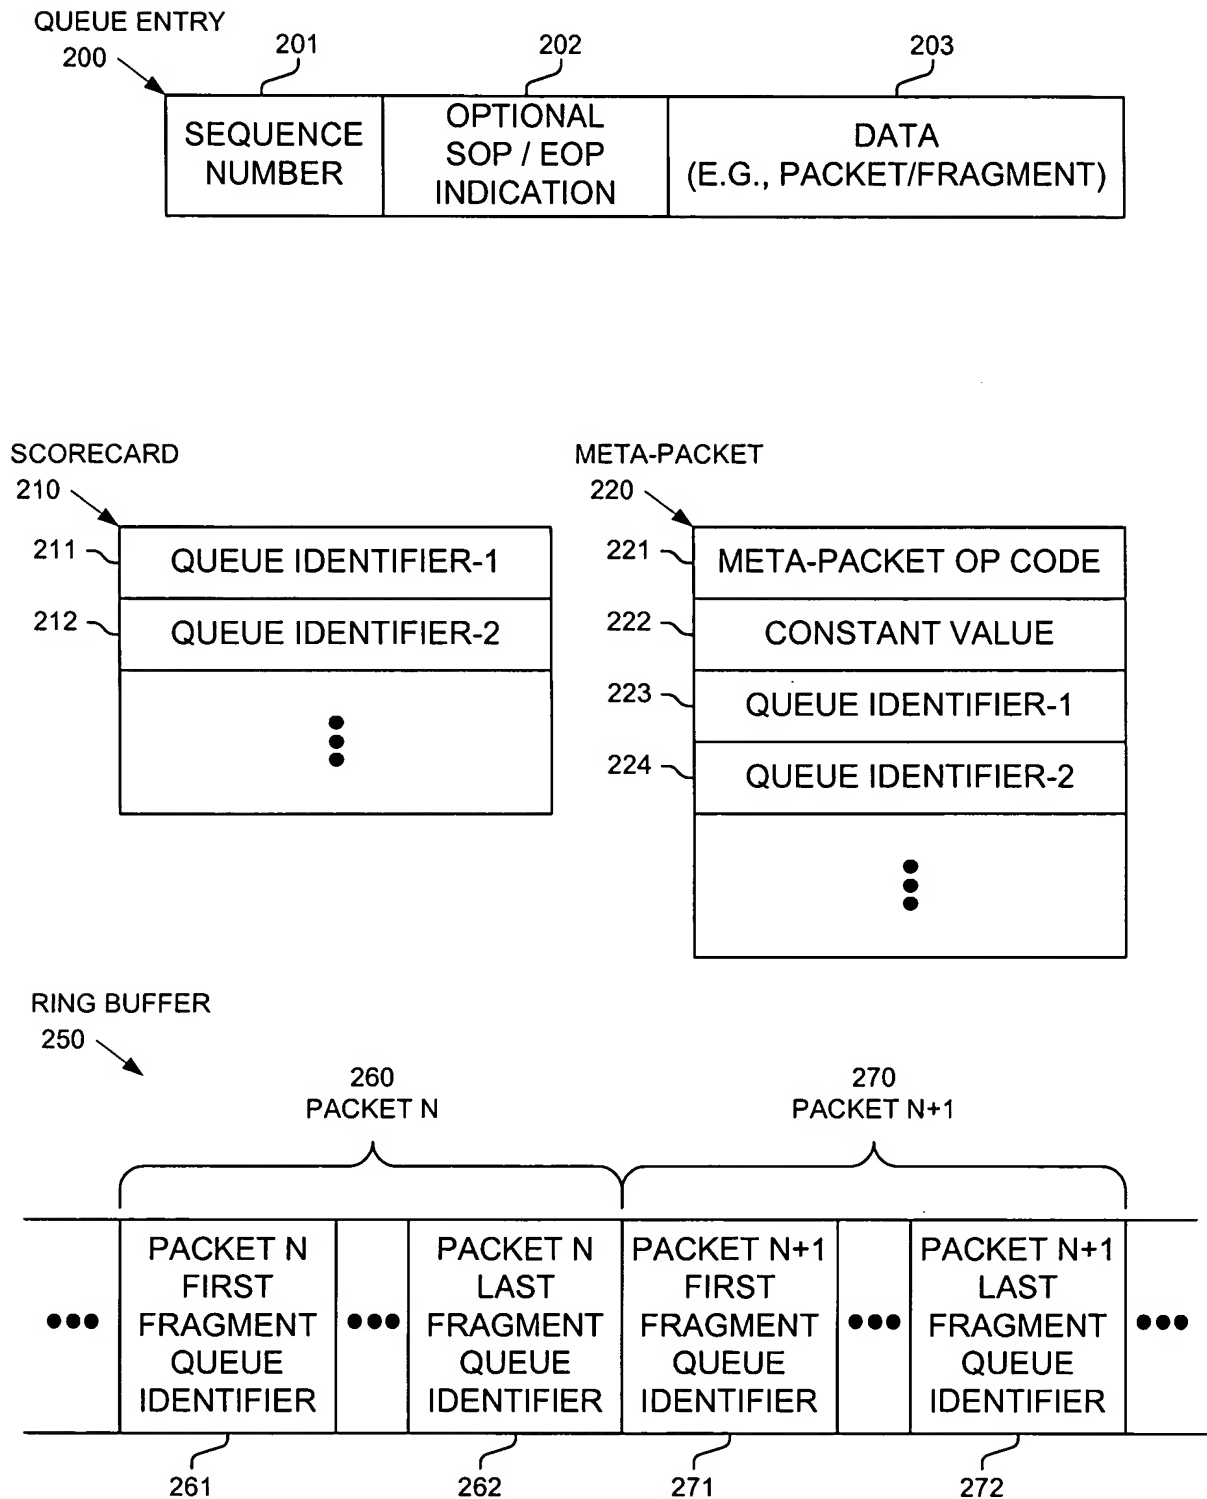 QUEUE ENTRY
200
201
202
203
SEQUENCE
NUMBER
OPTIONAL
SOP / EOP
INDICATION
DATA
(E.G., PACKET/FRAGMENT)
SCORECARD
210
211
QUEUE IDENTIFIER-1
212
QUEUE IDENTIFIER-2
META-PACKET
220
221
META-PACKET OP CODE
222
CONSTANT VALUE
223
QUEUE IDENTIFIER-1
224
QUEUE IDENTIFIER-2
RING BUFFER
250
260
PACKET N
270
PACKET N+1
PACKET N
FIRST
FRAGMENT
QUEUE
IDENTIFIER
PACKET N
LAST
FRAGMENT
QUEUE
IDENTIFIER
PACKET N+1
FIRST
FRAGMENT
QUEUE
IDENTIFIER
PACKET N+1
LAST
FRAGMENT
QUEUE
IDENTIFIER
261
262
271
272